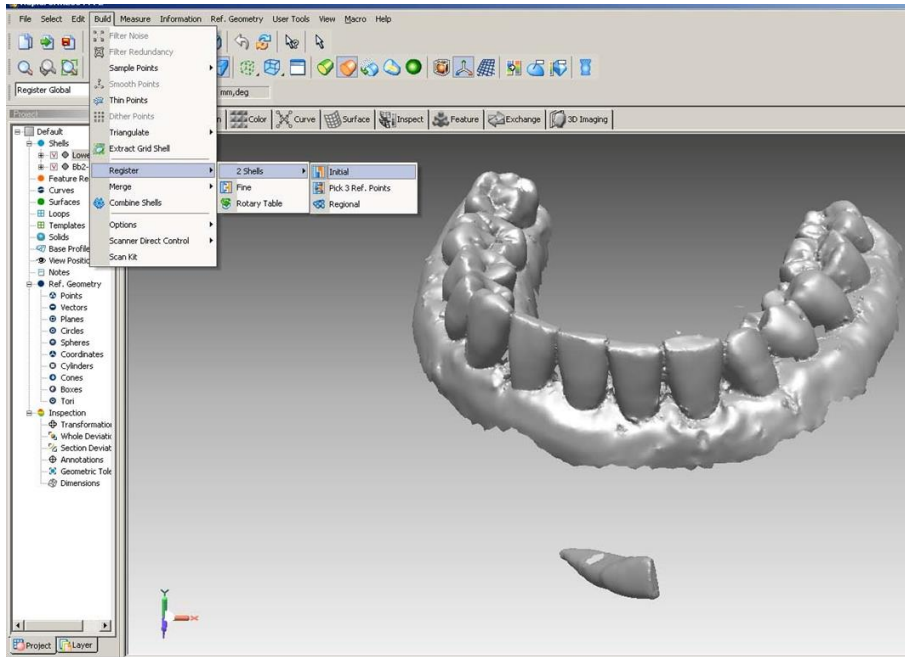 File Select Edit Build Measure Information Ref. Geometry User Tools View Macro Help
Filter Noise
Filter Redundancy
Sample Points
Smooth Points
Register Global
mm,deg
Thin Points
Dither Points
Color Curve Surface Inspect Feature Exchange 3D Imaging
Triangulate
Extract Grid Shell
Register
2 Shells
Initial
Merge
Fine
Pick 3 Ref. Points
Combine Shells
Rotary Table
Regional
Options
Scanner Direct Control
Scan Kit
Default
Shells
Lowe
Bb2-
Feature Re
Curves
Surfaces
Loops
Templates
Solids
Base Profile
View Positio
Notes
Ref. Geometry
Points
Vectors
Planes
Circles
Spheres
Coordinates
Cylinders
Cones
Boxes
Tori
Inspection
Transformation
Whole Deviatio
Section Deviat
Annotations
Geometric Tole
Dimensions
Project Layer